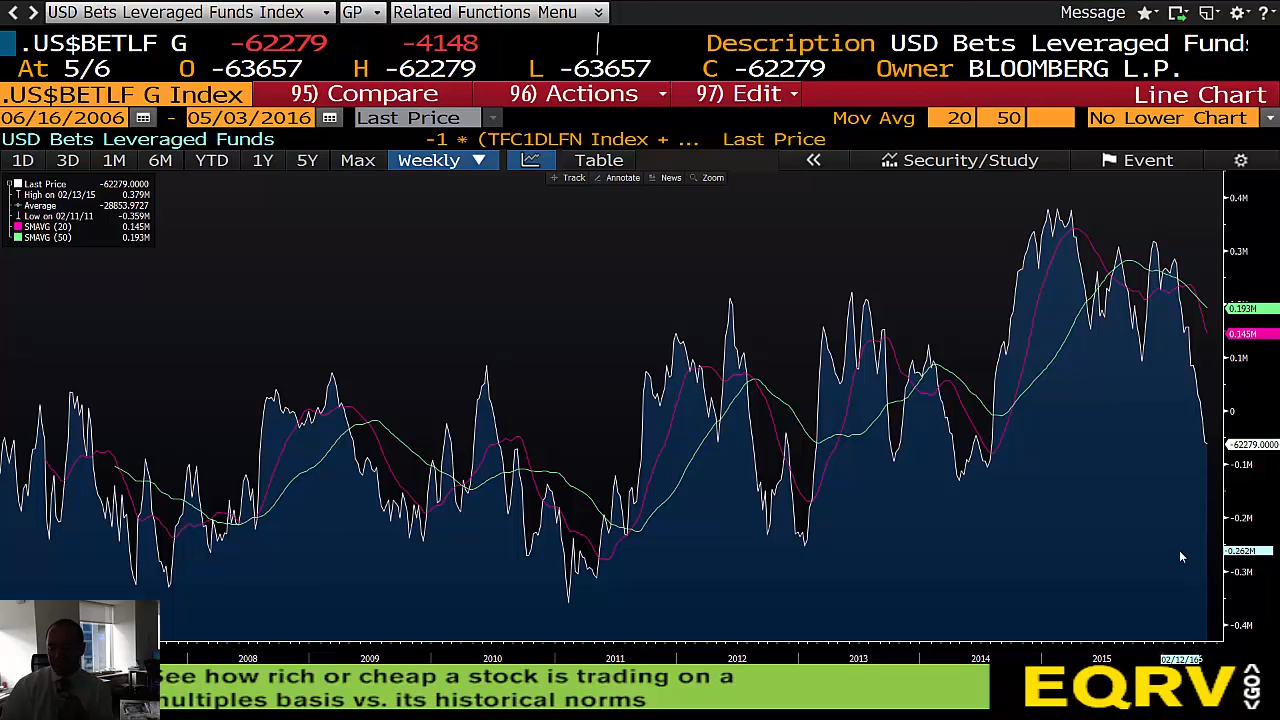 USD Bets Leveraged Funds Index GP Related Functions Menu Message
.US$BETLF G -62279 -4148 Description USD Bets Leveraged Fund
At 5/6 O -63657 H -62279 L -63657 C -62279 Owner BLOOMBERG L.P.
.US$BETLF G Index 95) Compare 96) Actions 97) Edit Line Chart
06/16/2006 - 05/03/2016 Last Price Mov Avg 20 50 No Lower Chart
USD Bets Leveraged Funds -1 * (TFC1DLFN Index + ... Last Price
1D 3D 1M 6M YTD 1Y 5Y Max Weekly Table Security/Study Event
Track Annotate News Zoom
Last Price -62279.0000
High on 02/13/15 0.379M
Average -28853.9727
Low on 02/11/11 -0.359M
SMAVG (20) 0.145M
SMAVG (50) 0.193M
0.4M
0.3M
0.193M
0.145M
0.1M
0
-62279.0000
-0.1M
-0.2M
-0.262M
-0.3M
-0.4M
2008 2009 2010 2011 2012 2013 2014 2015
See how rich or cheap a stock is trading on a
multiples basis vs. its historical norms
EQRV <GO>